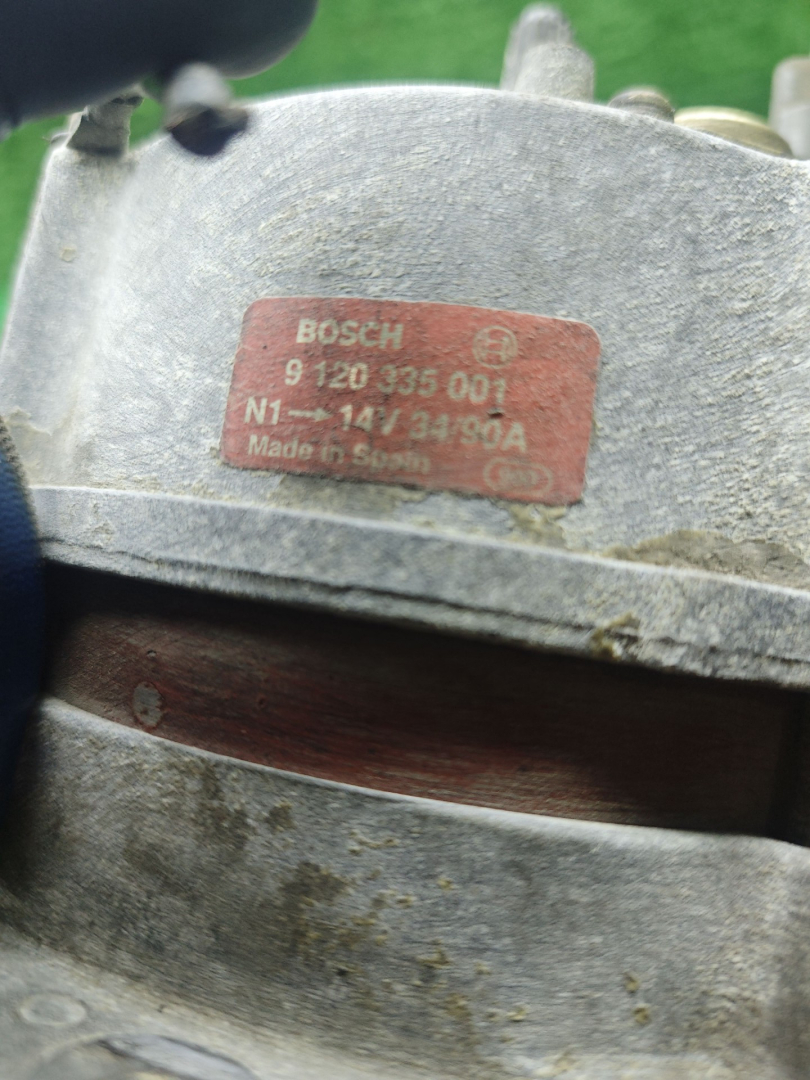 BOSCH
9 120 335 001
N1→14V 34/90A
Made in Spain